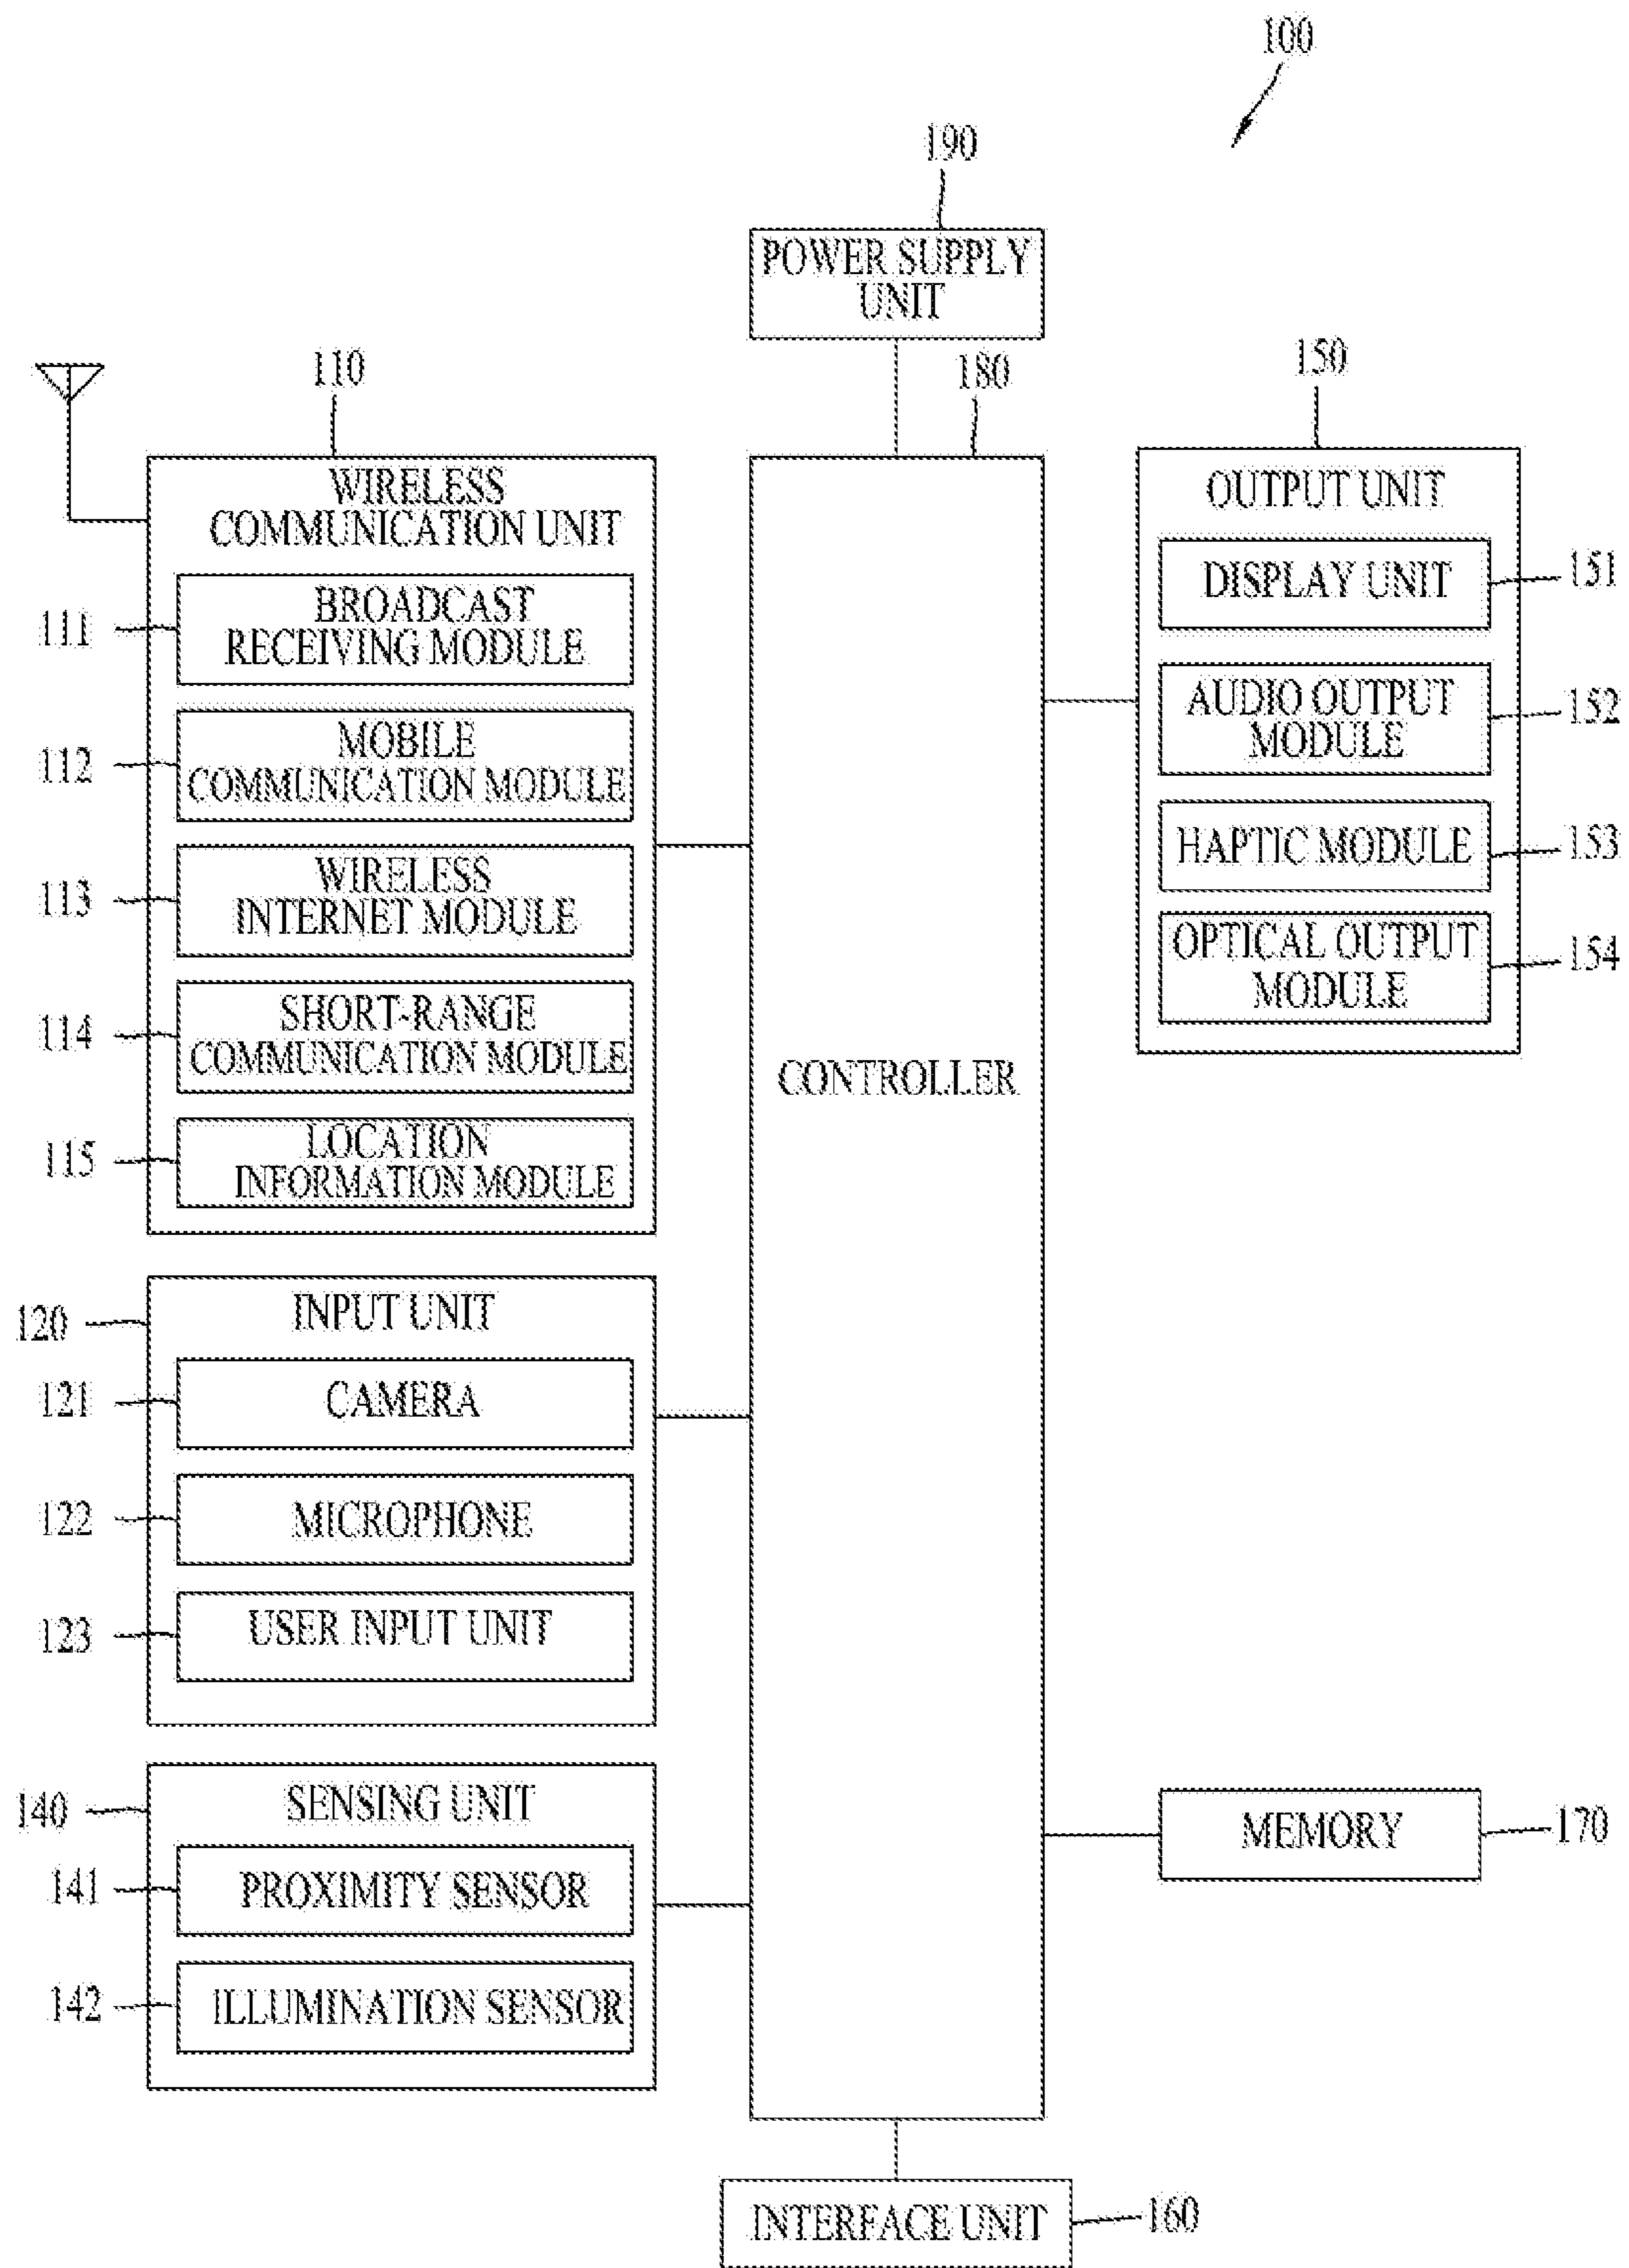 100
190
POWER SUPPLY
UNIT
110
180
150
WIRELESS
COMMUNICATION UNIT
111
BROADCAST
RECEIVING MODULE
112
MOBILE
COMMUNICATION MODULE
113
WIRELESS
INTERNET MODULE
114
SHORT-RANGE
COMMUNICATION MODULE
115
LOCATION
INFORMATION MODULE
120
INPUT UNIT
121
CAMERA
122
MICROPHONE
123
USER INPUT UNIT
140
SENSING UNIT
141
PROXIMITY SENSOR
142
ILLUMINATION SENSOR
CONTROLLER
OUTPUT UNIT
DISPLAY UNIT
151
AUDIO OUTPUT
MODULE
152
HAPTIC MODULE
153
OPTICAL OUTPUT
MODULE
154
MEMORY
170
INTERFACE UNIT
160